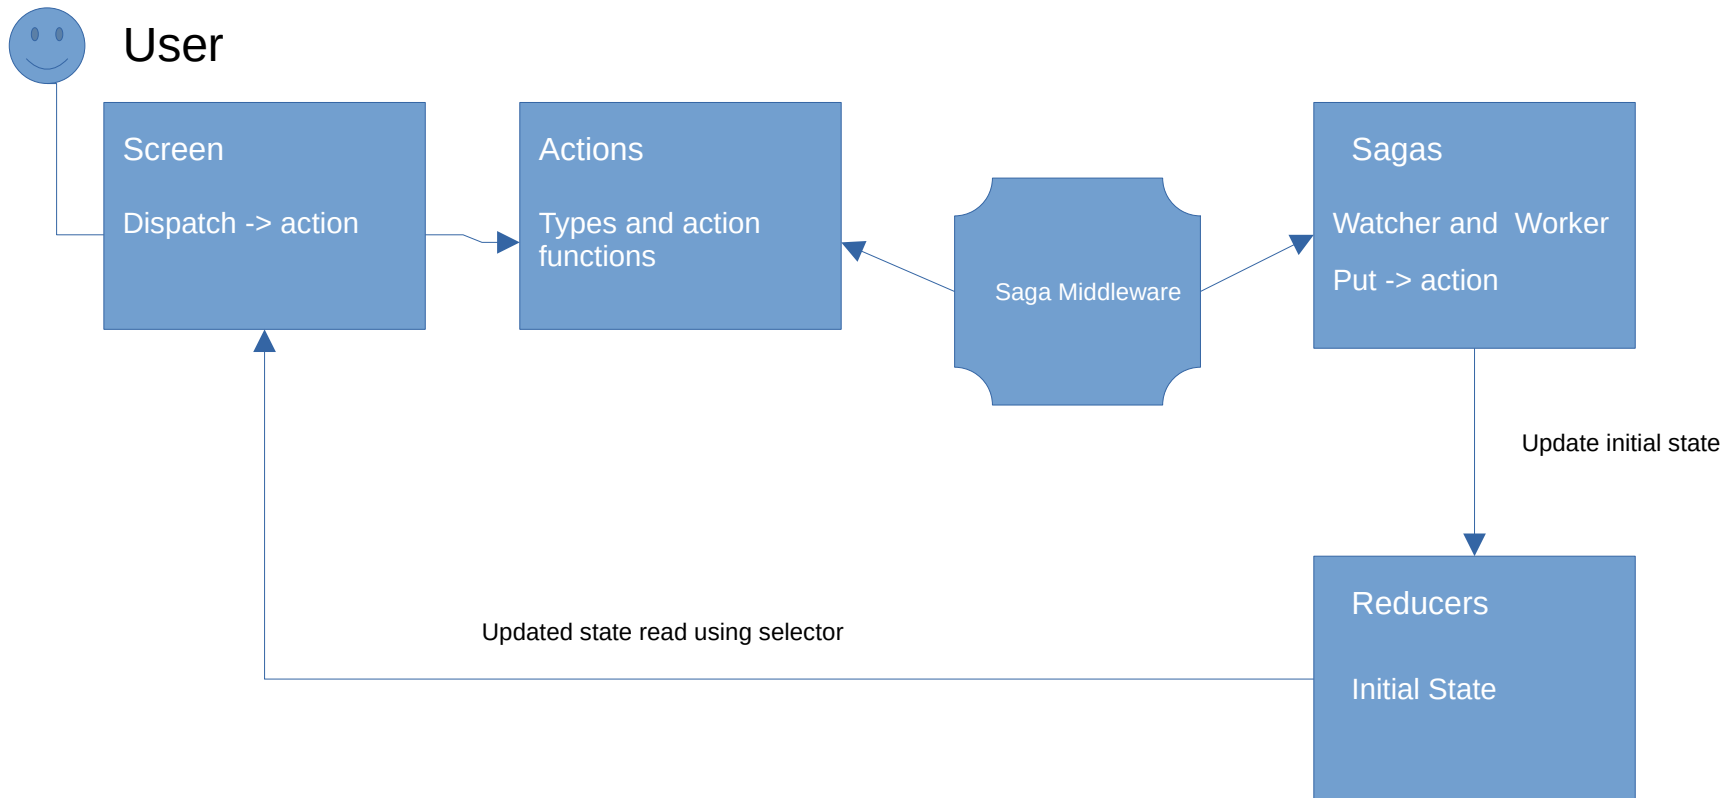 User
Screen
Dispatch -> action
Actions
Types and action
functions
Saga Middleware
Sagas
Watcher and  Worker
Put -> action
Update initial state
Reducers
Initial State
Updated state read using selector